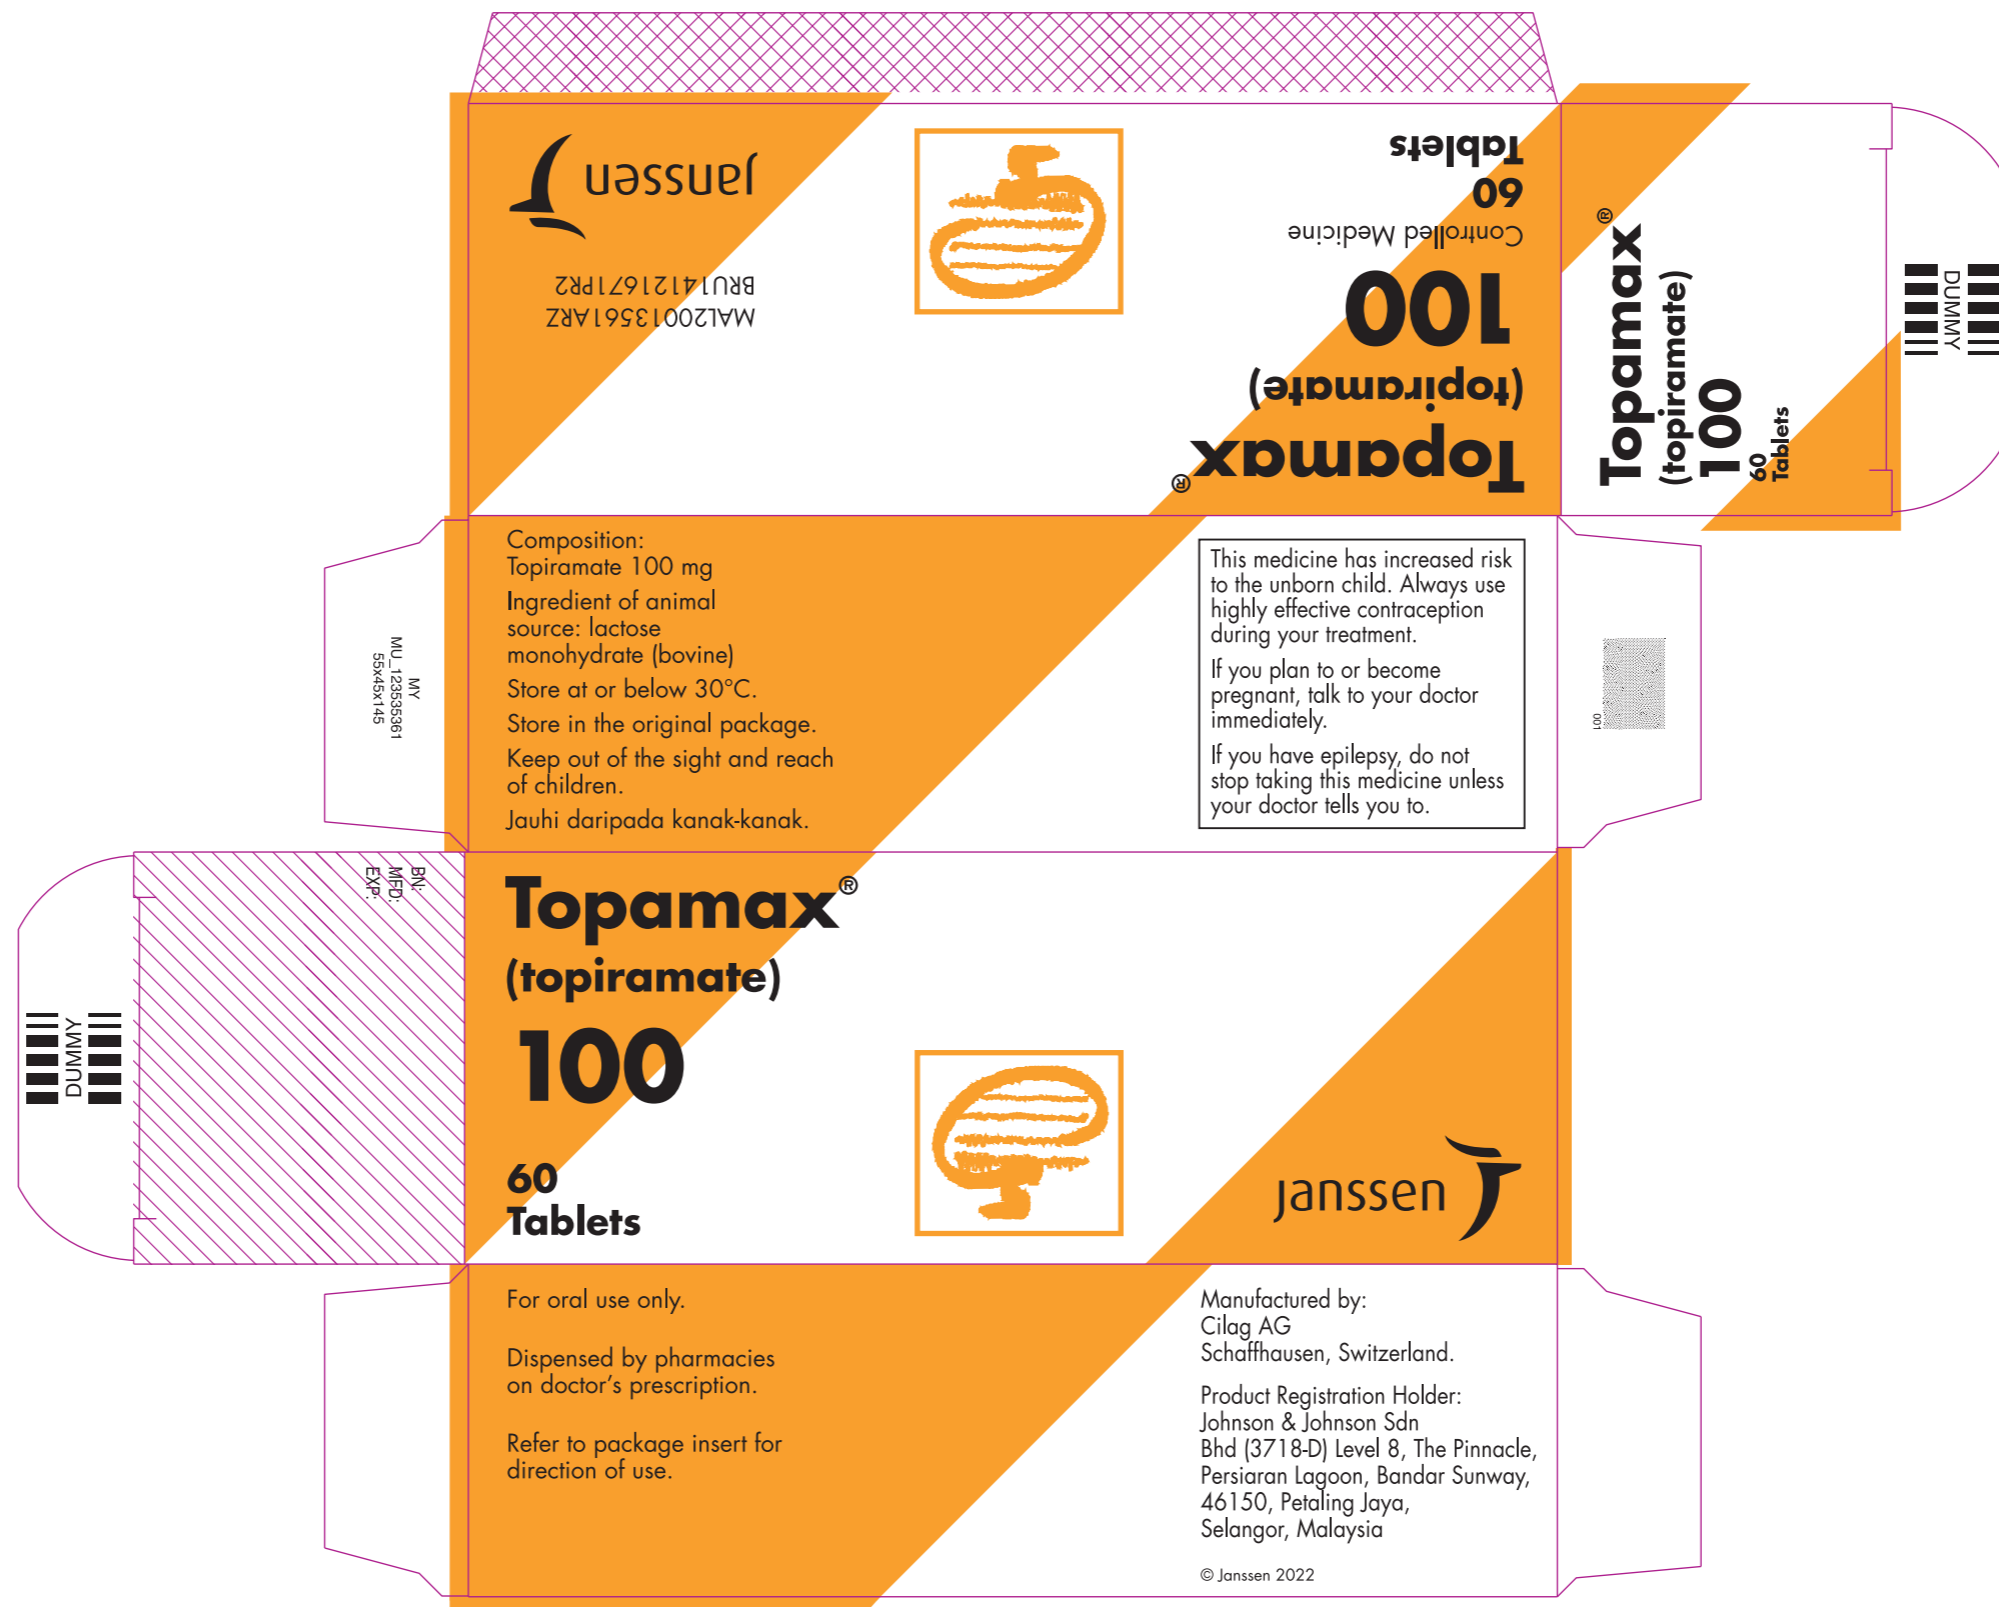 Topamax®
(topiramate)
100
Controlled Medicine
60
Tablets
janssen
MAL20013561ARZ
BRU14121671PR2
Topamax®
(topiramate)
100
60
Tablets
DUMMY
Composition:
Topiramate 100 mg
Ingredient of animal
source: lactose
monohydrate (bovine)
Store at or below 30°C.
Store in the original package.
Keep out of the sight and reach
of children.
Jauhi daripada kanak-kanak.
This medicine has increased risk
to the unborn child. Always use
highly effective contraception
during your treatment.
If you plan to or become
pregnant, talk to your doctor
immediately.
If you have epilepsy, do not
stop taking this medicine unless
your doctor tells you to.
001
MY
MU_123535361
55x45x145
BN:
MFD:
EXP:
DUMMY
Topamax®
(topiramate)
100
60
Tablets
janssen
For oral use only.
Dispensed by pharmacies
on doctor’s prescription.
Refer to package insert for
direction of use.
Manufactured by:
Cilag AG
Schaffhausen, Switzerland.
Product Registration Holder:
Johnson & Johnson Sdn
Bhd (3718-D) Level 8, The Pinnacle,
Persiaran Lagoon, Bandar Sunway,
46150, Petaling Jaya,
Selangor, Malaysia
© Janssen 2022